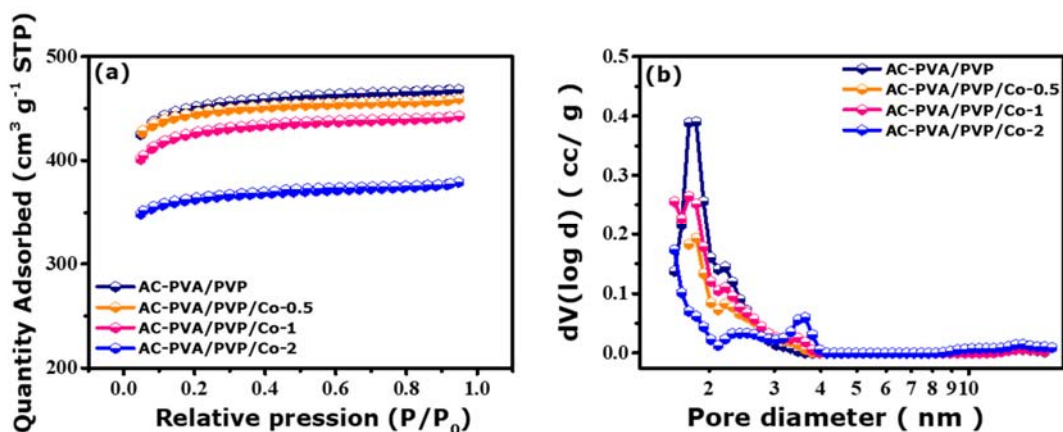 Quantity Adsorbed (cm³ g⁻¹ STP)
500
400
300
200
(a)
AC-PVA/PVP
AC-PVA/PVP/Co-0.5
AC-PVA/PVP/Co-1
AC-PVA/PVP/Co-2
0.0 0.2 0.4 0.6 0.8 1.0
Relative pression (P/P₀)
dV(log d) ( cc/ g )
0.5
0.4
0.3
0.2
0.1
0.0
(b)
AC-PVA/PVP
AC-PVA/PVP/Co-0.5
AC-PVA/PVP/Co-1
AC-PVA/PVP/Co-2
2 3 4 5 6 7 8 9 10
Pore diameter ( nm )